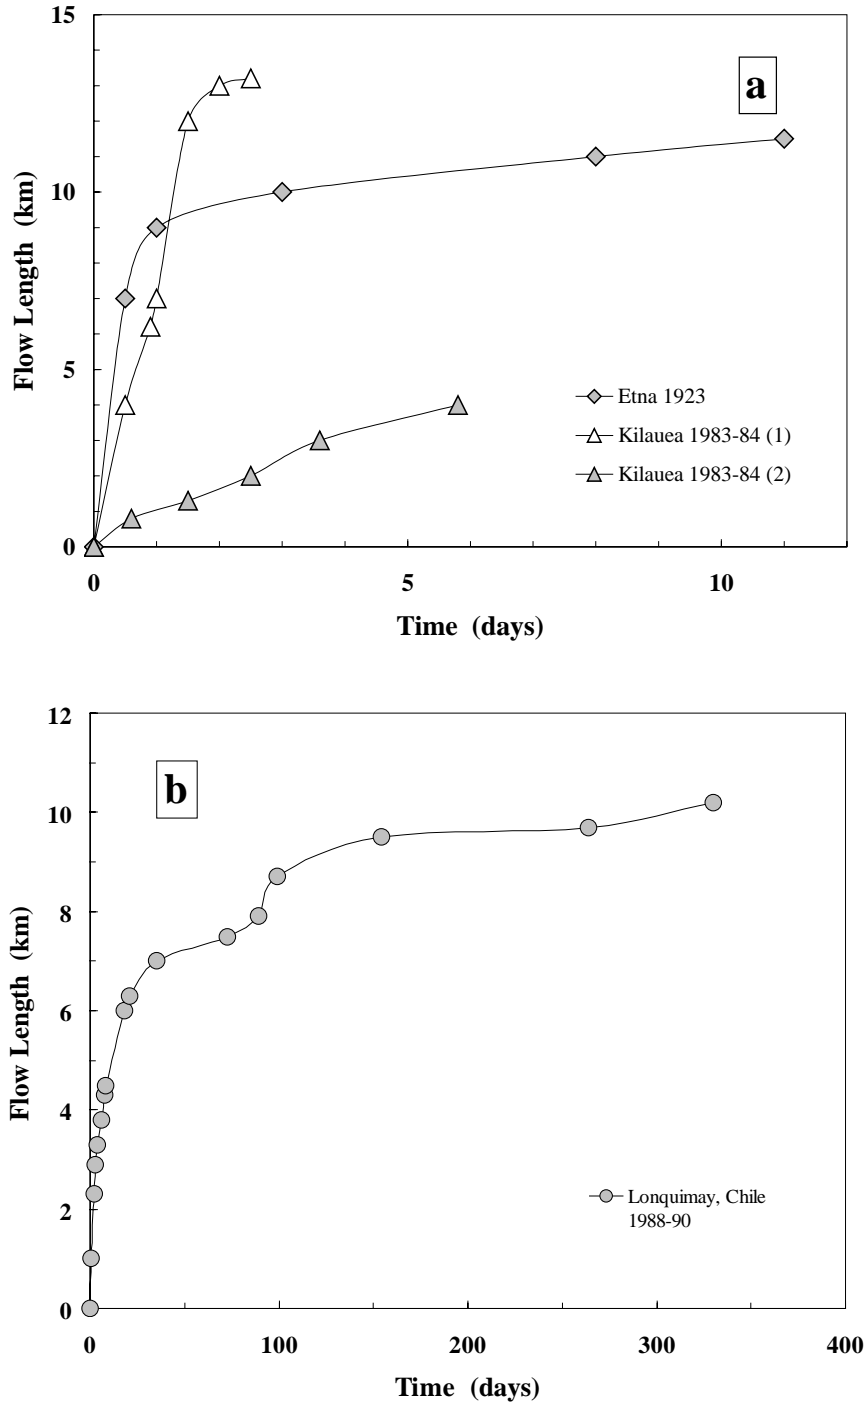 15
a
10
Flow Length (km)
5
Etna 1923
Kilauea 1983-84 (1)
Kilauea 1983-84 (2)
0
0 5 10
Time (days)
12
b
10
8
Flow Length (km)
6
4
2
Lonquimay, Chile
1988-90
0
0 100 200 300 400
Time (days)